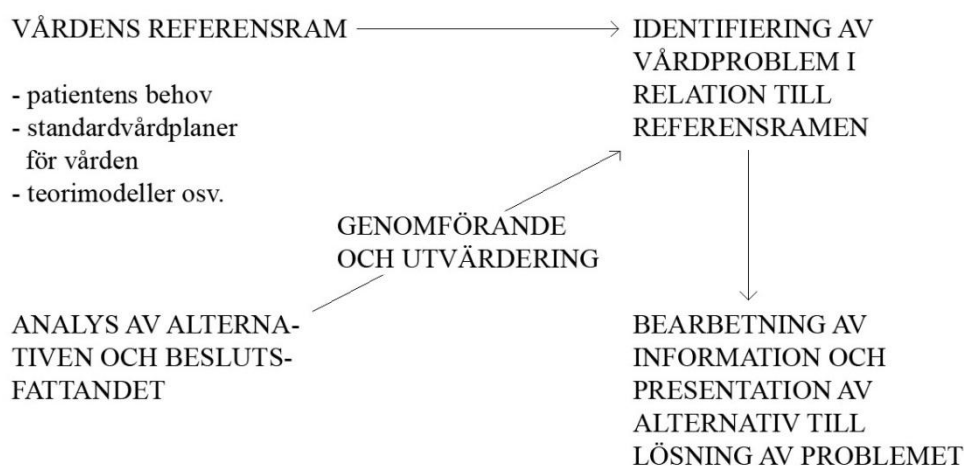 VÅRDENS REFERENSRAM
- patientens behov
- standardvårdplaner
för vården
- teorimodeller osv.
IDENTIFIERING AV
VÅRDPROBLEM I
RELATION TILL
REFERENSRAMEN
GENOMFÖRANDE
OCH UTVÄRDERING
ANALYS AV ALTERNA-
TIVEN OCH BESLUTS-
FATTANDET
BEARBETNING AV
INFORMATION OCH
PRESENTATION AV
ALTERNATIV TILL
LÖSNING AV PROBLEMET